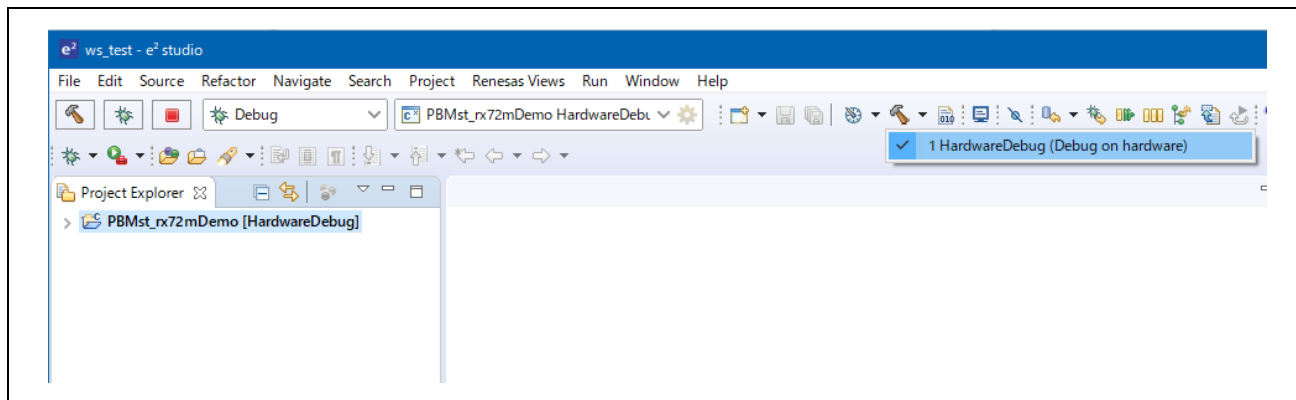 e² ws_test - e² studio
File Edit Source Refactor Navigate Search Project Renesas Views Run Window Help
Debug PBMst_rx72mDemo HardwareDebu
1 HardwareDebug (Debug on hardware)
Project Explorer
PBMst_rx72mDemo [HardwareDebug]